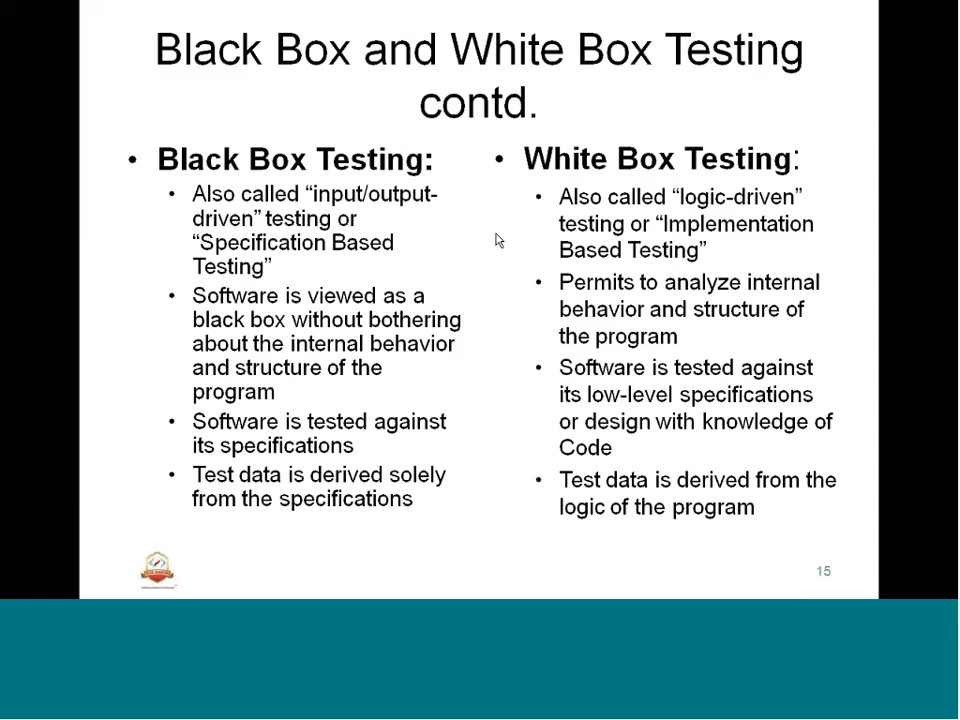 Black Box and White Box Testing
contd.
• Black Box Testing:
• Also called “input/output-
driven” testing or
“Specification Based
Testing”
• Software is viewed as a
black box without bothering
about the internal behavior
and structure of the
program
• Software is tested against
its specifications
• Test data is derived solely
from the specifications
• White Box Testing:
• Also called “logic-driven”
testing or “Implementation
Based Testing”
• Permits to analyze internal
behavior and structure of
the program
• Software is tested against
its low-level specifications
or design with knowledge of
Code
• Test data is derived from the
logic of the program
15